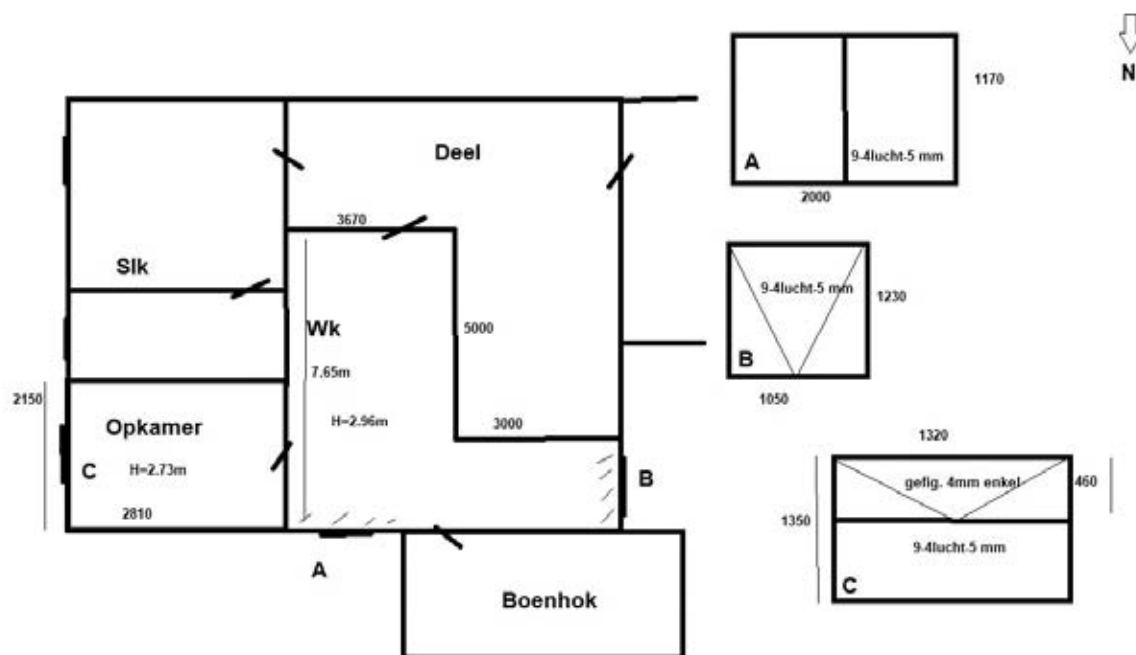 N
1170
9-4lucht-5 mm
A
2000
Deel
3670
9-4lucht-5 mm
1230
B
1050
Slk
Wk
5000
7.65m
2150
H=2.96m
3000
Opkamer
C
H=2.73m
2810
B
A
Boenhok
1320
gefig. 4mm enkel
460
1350
9-4lucht-5 mm
C